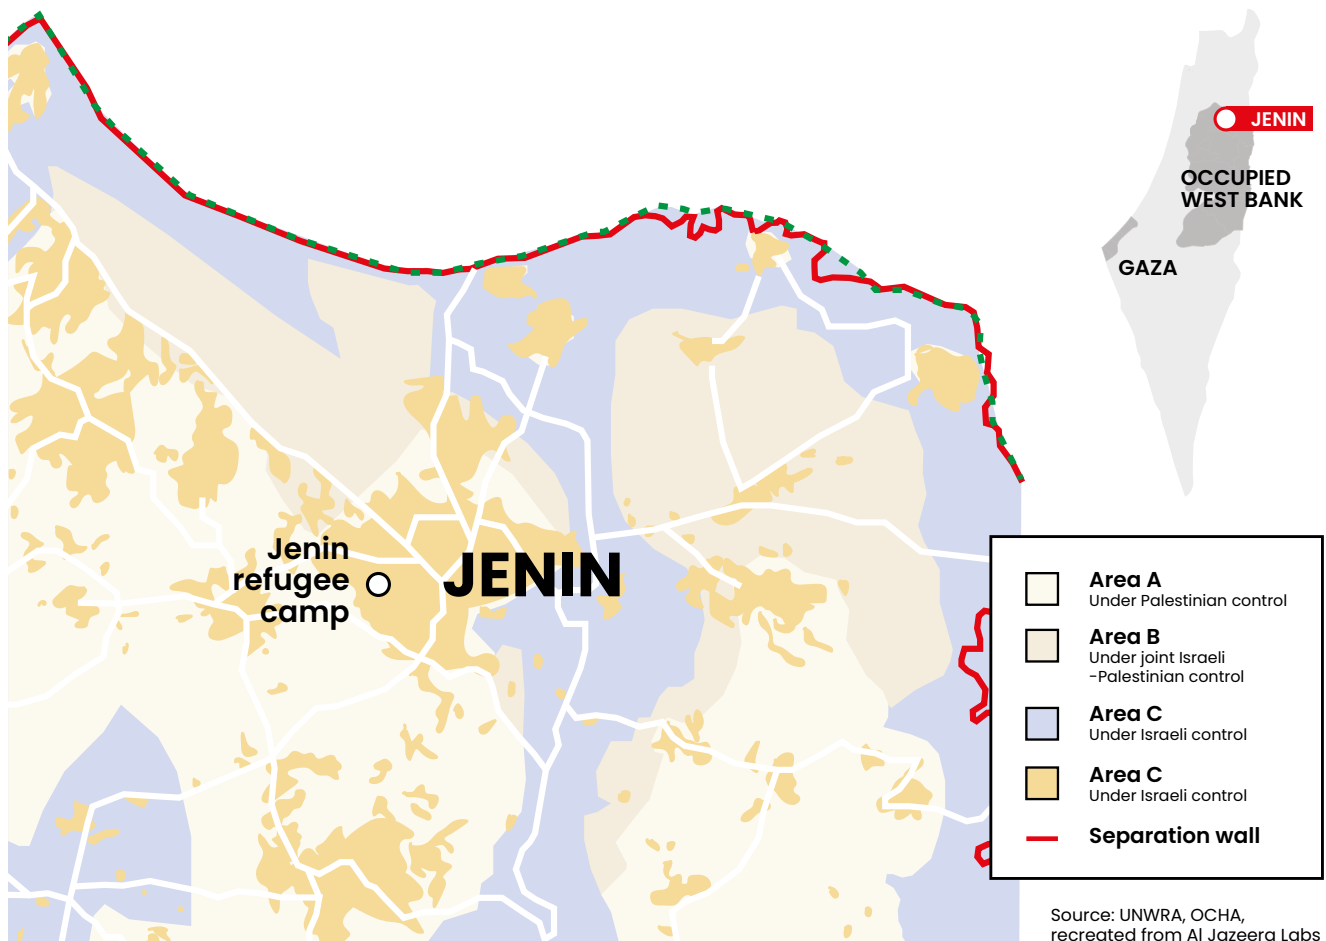 JENIN
OCCUPIED
WEST BANK
GAZA
Jenin
refugee
camp
JENIN
Area A
Under Palestinian control
Area B
Under joint Israeli
-Palestinian control
Area C
Under Israeli control
Area C
Under Israeli control
Separation wall
Source: UNWRA, OCHA,
recreated from Al Jazeera Labs